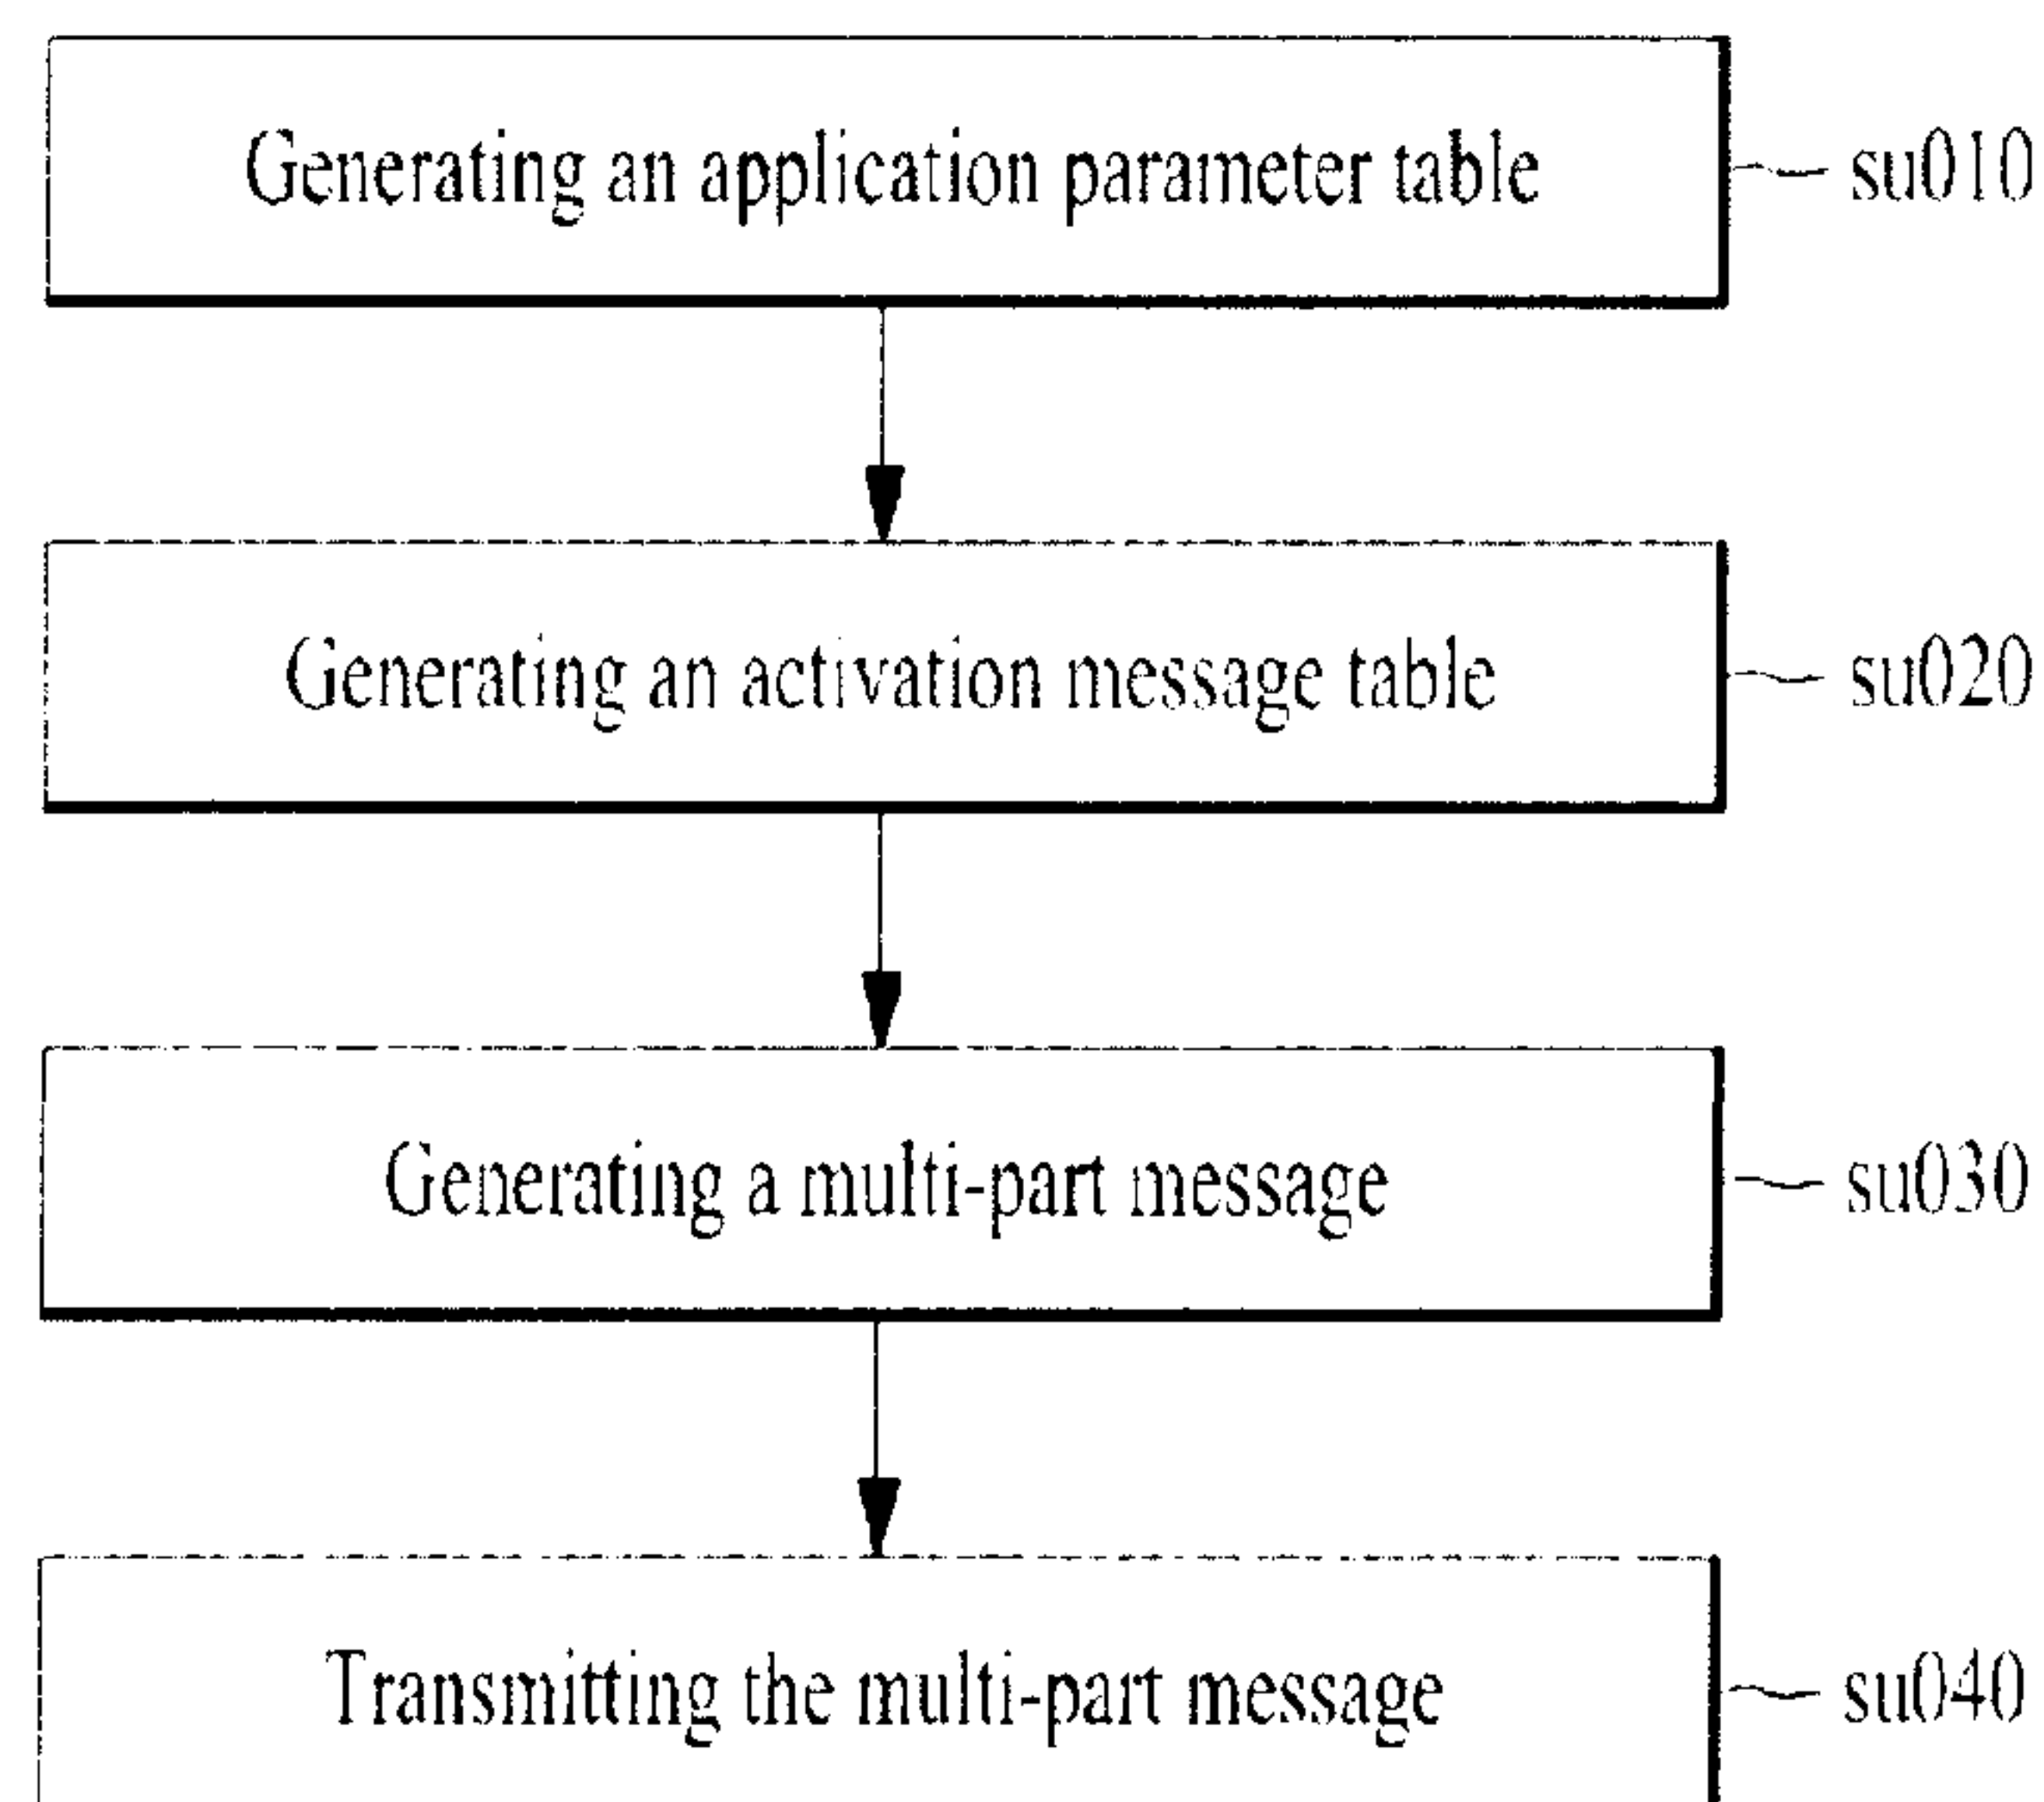 Generating an application parameter table su010
Generating an activation message table su020
Generating a multi-part message su030
Transmitting the multi-part message su040